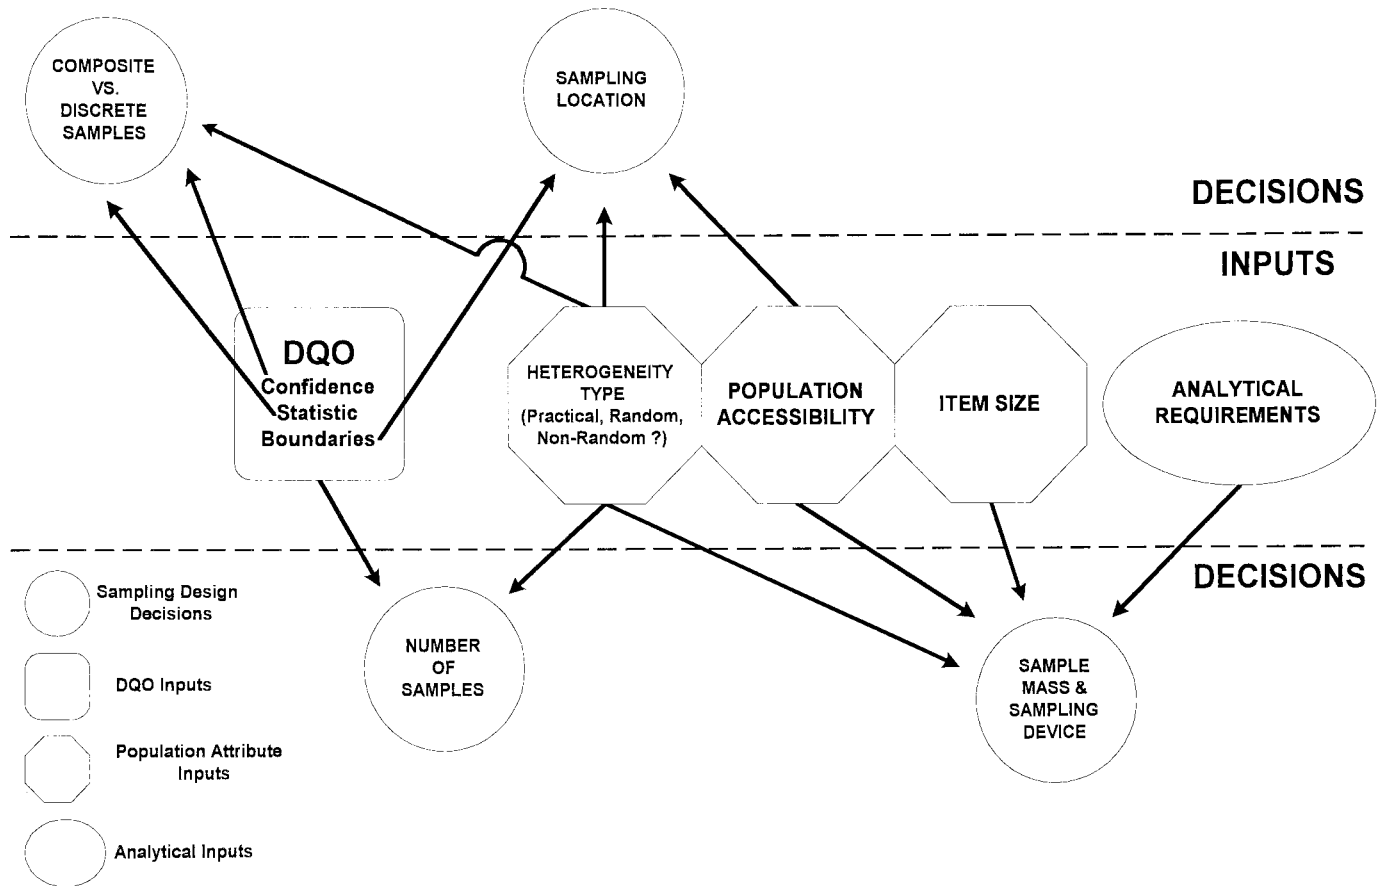 COMPOSITE
VS.
DISCRETE
SAMPLES
SAMPLING
LOCATION
DECISIONS
INPUTS
DQO
Confidence
Statistic
Boundaries
HETEROGENEITY
TYPE
(Practical, Random,
Non-Random ?)
POPULATION
ACCESSIBILITY
ITEM SIZE
ANALYTICAL
REQUIREMENTS
DECISIONS
Sampling Design
Decisions
DQO Inputs
Population Attribute
Inputs
Analytical Inputs
NUMBER
OF
SAMPLES
SAMPLE
MASS &
SAMPLING
DEVICE